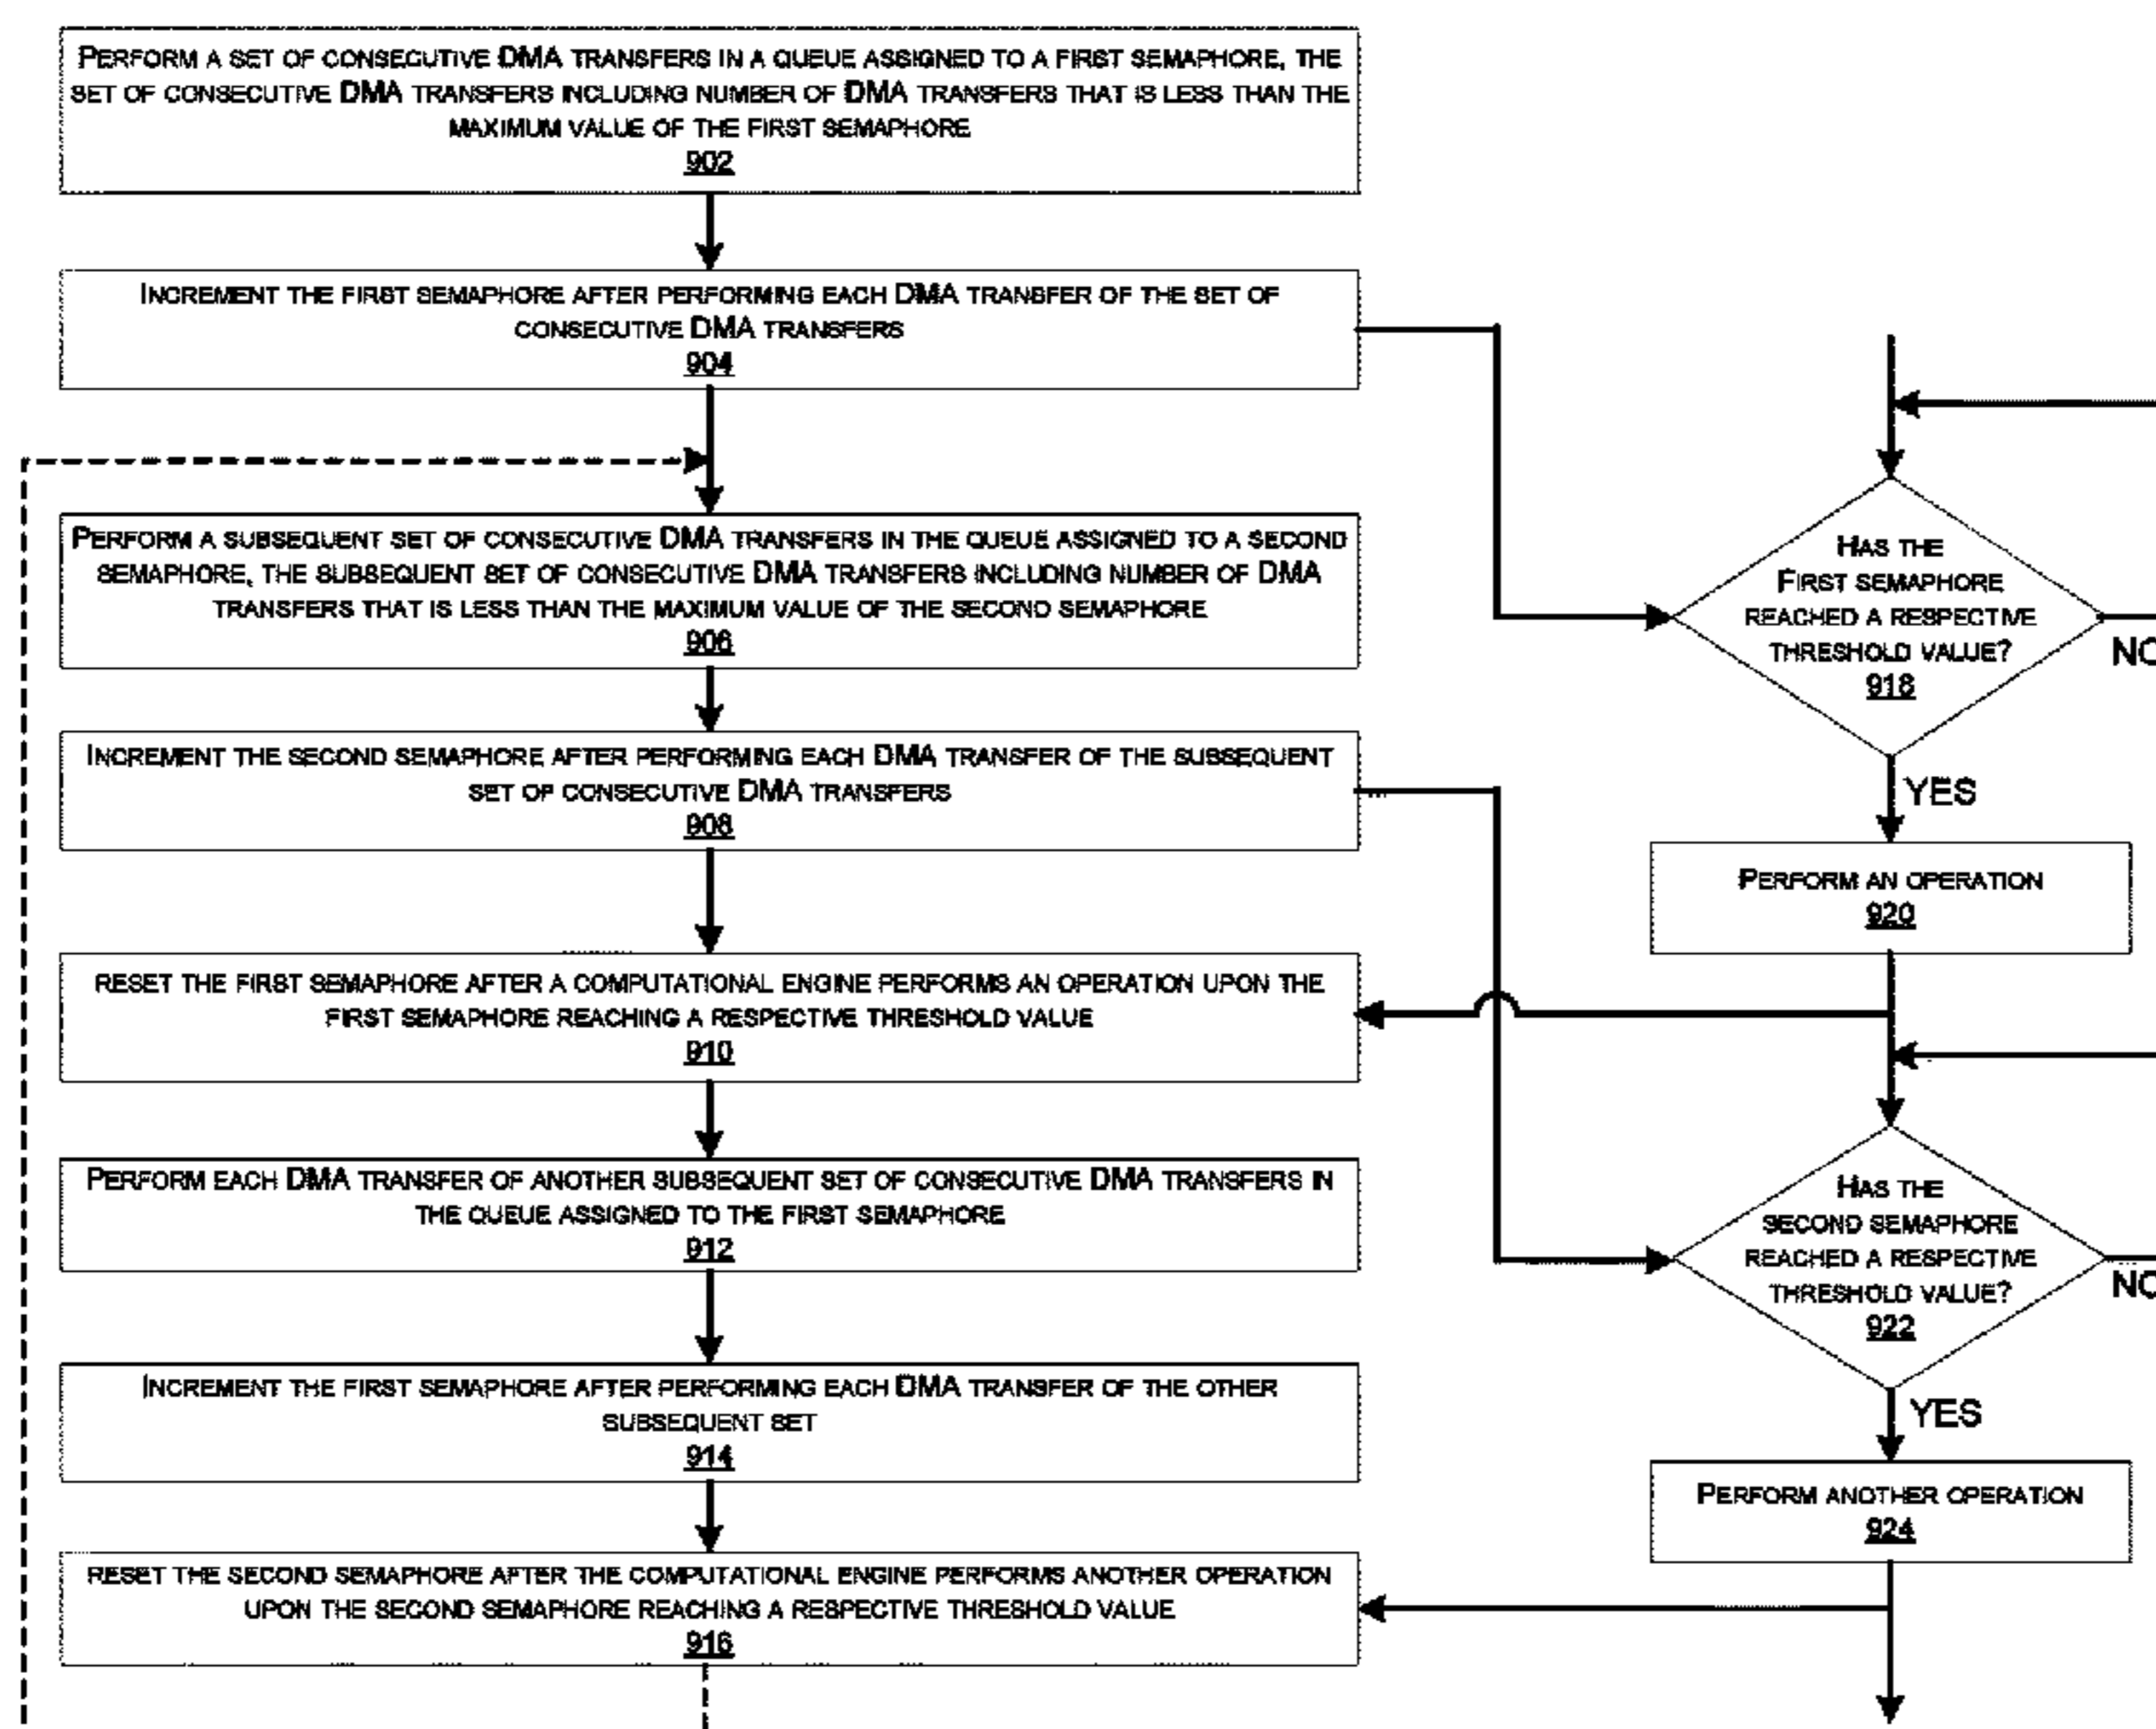 PERFORM A SET OF CONSECUTIVE DMA TRANSFERS IN A QUEUE ASSIGNED TO A FIRST SEMAPHORE, THE
SET OF CONSECUTIVE DMA TRANSFERS INCLUDING NUMBER OF DMA TRANSFERS THAT IS LESS THAN THE
MAXIMUM VALUE OF THE FIRST SEMAPHORE
902
INCREMENT THE FIRST SEMAPHORE AFTER PERFORMING EACH DMA TRANSFER OF THE SET OF
CONSECUTIVE DMA TRANSFERS
904
PERFORM A SUBSEQUENT SET OF CONSECUTIVE DMA TRANSFERS IN THE QUEUE ASSIGNED TO A SECOND
SEMAPHORE, THE SUBSEQUENT SET OF CONSECUTIVE DMA TRANSFERS INCLUDING NUMBER OF DMA
TRANSFERS THAT IS LESS THAN THE MAXIMUM VALUE OF THE SECOND SEMAPHORE
906
INCREMENT THE SECOND SEMAPHORE AFTER PERFORMING EACH DMA TRANSFER OF THE SUBSEQUENT
SET OF CONSECUTIVE DMA TRANSFERS
908
RESET THE FIRST SEMAPHORE AFTER A COMPUTATIONAL ENGINE PERFORMS AN OPERATION UPON THE
FIRST SEMAPHORE REACHING A RESPECTIVE THRESHOLD VALUE
910
PERFORM EACH DMA TRANSFER OF ANOTHER SUBSEQUENT SET OF CONSECUTIVE DMA TRANSFERS IN
THE QUEUE ASSIGNED TO THE FIRST SEMAPHORE
912
INCREMENT THE FIRST SEMAPHORE AFTER PERFORMING EACH DMA TRANSFER OF THE OTHER
SUBSEQUENT SET
914
RESET THE SECOND SEMAPHORE AFTER THE COMPUTATIONAL ENGINE PERFORMS ANOTHER OPERATION
UPON THE SECOND SEMAPHORE REACHING A RESPECTIVE THRESHOLD VALUE
916
HAS THE
FIRST SEMAPHORE
REACHED A RESPECTIVE
THRESHOLD VALUE?
918
NO
YES
PERFORM AN OPERATION
920
HAS THE
SECOND SEMAPHORE
REACHED A RESPECTIVE
THRESHOLD VALUE?
922
NO
YES
PERFORM ANOTHER OPERATION
924